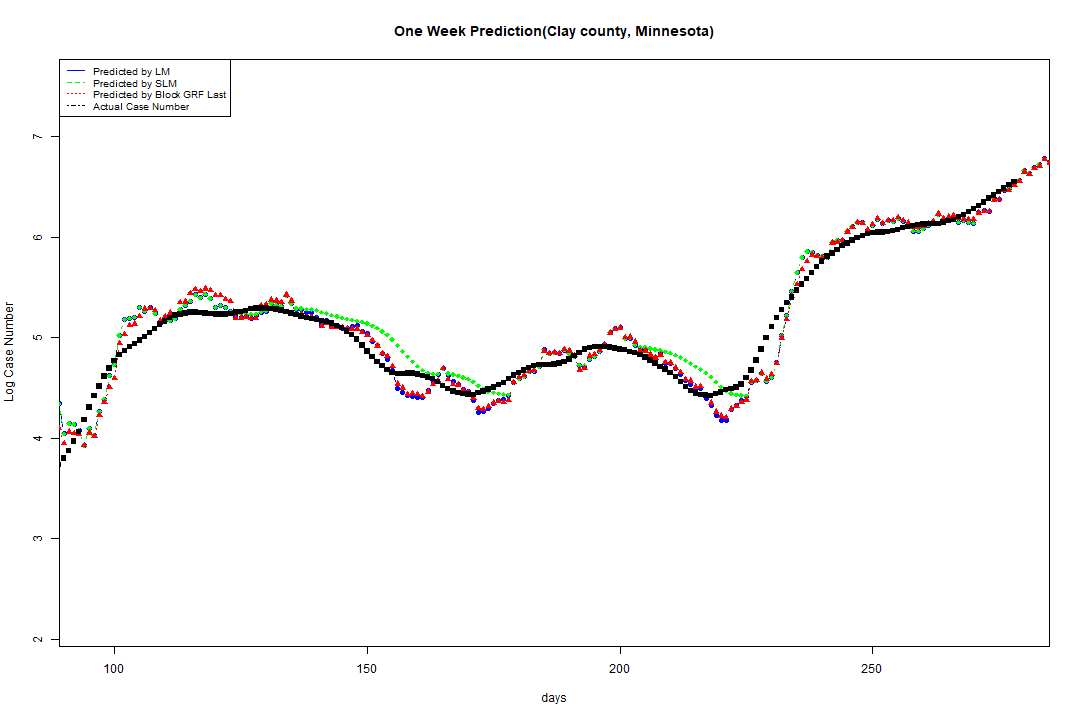 One Week Prediction(Clay county, Minnesota)
Predicted by LM
Predicted by SLM
Predicted by Block GRF Last
Actual Case Number
7
6
5
4
3
2
Log Case Number
100
150
200
250
days